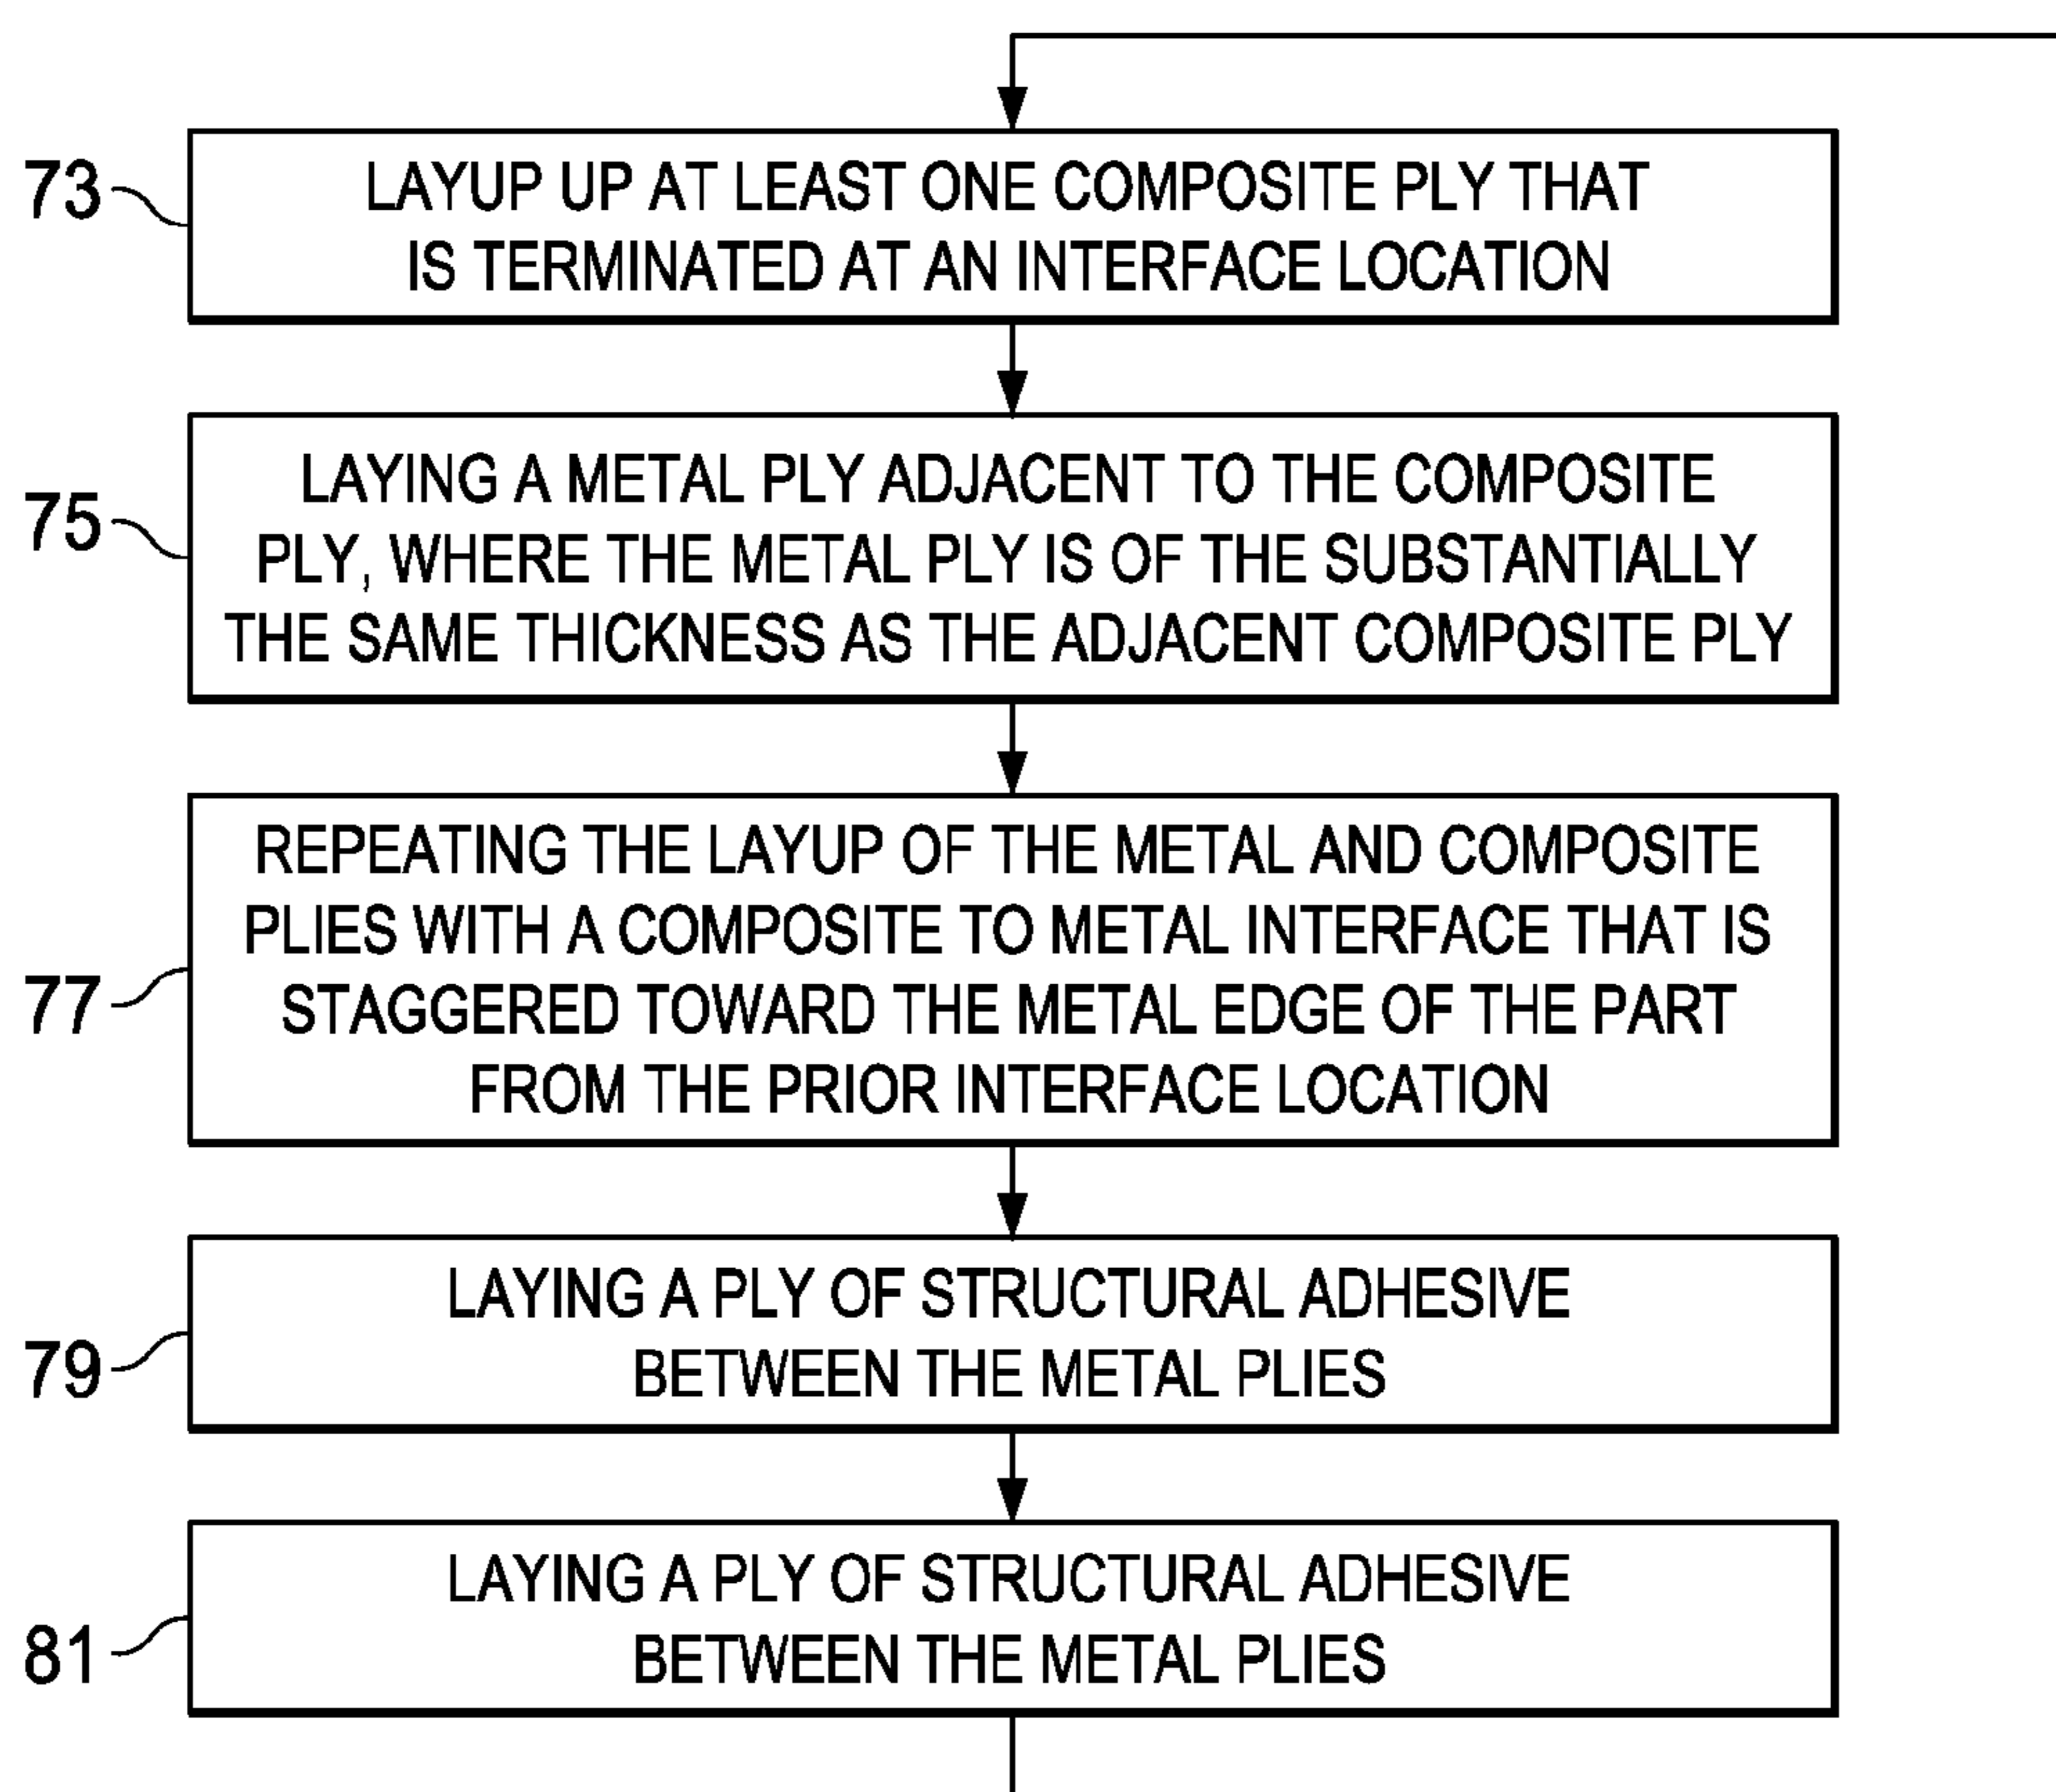 73
LAYUP UP AT LEAST ONE COMPOSITE PLY THAT
IS TERMINATED AT AN INTERFACE LOCATION
75
LAYING A METAL PLY ADJACENT TO THE COMPOSITE
PLY, WHERE THE METAL PLY IS OF THE SUBSTANTIALLY
THE SAME THICKNESS AS THE ADJACENT COMPOSITE PLY
77
REPEATING THE LAYUP OF THE METAL AND COMPOSITE
PLIES WITH A COMPOSITE TO METAL INTERFACE THAT IS
STAGGERED TOWARD THE METAL EDGE OF THE PART
FROM THE PRIOR INTERFACE LOCATION
79
LAYING A PLY OF STRUCTURAL ADHESIVE
BETWEEN THE METAL PLIES
81
LAYING A PLY OF STRUCTURAL ADHESIVE
BETWEEN THE METAL PLIES